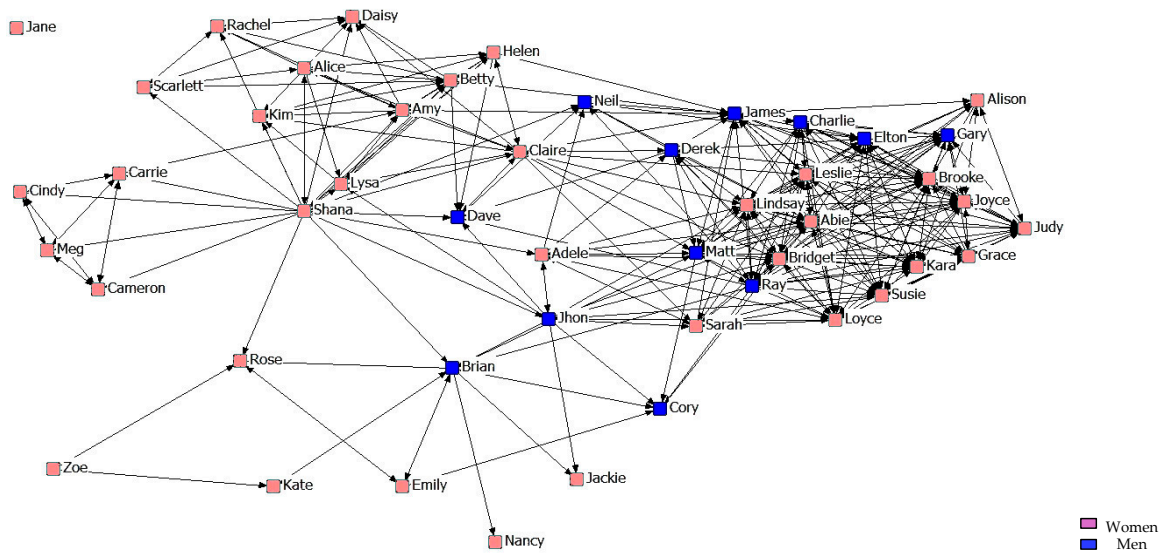 Jane
Rachel
Daisy
Helen
Alice
Betty
Scarlett
Kim
Amy
Neil
James
Charlie
Alison
Elton
Gary
Claire
Derek
Leslie
Brooke
Carrie
Cindy
Lysa
Lindsay
Joyce
Shana
Dave
Abie
Judy
Meg
Adele
Matt
Bridget
Kara
Grace
Cameron
Ray
Susie
Jhon
Sarah
Loyce
Rose
Brian
Cory
Zoe
Kate
Emily
Jackie
Nancy
Women
Men